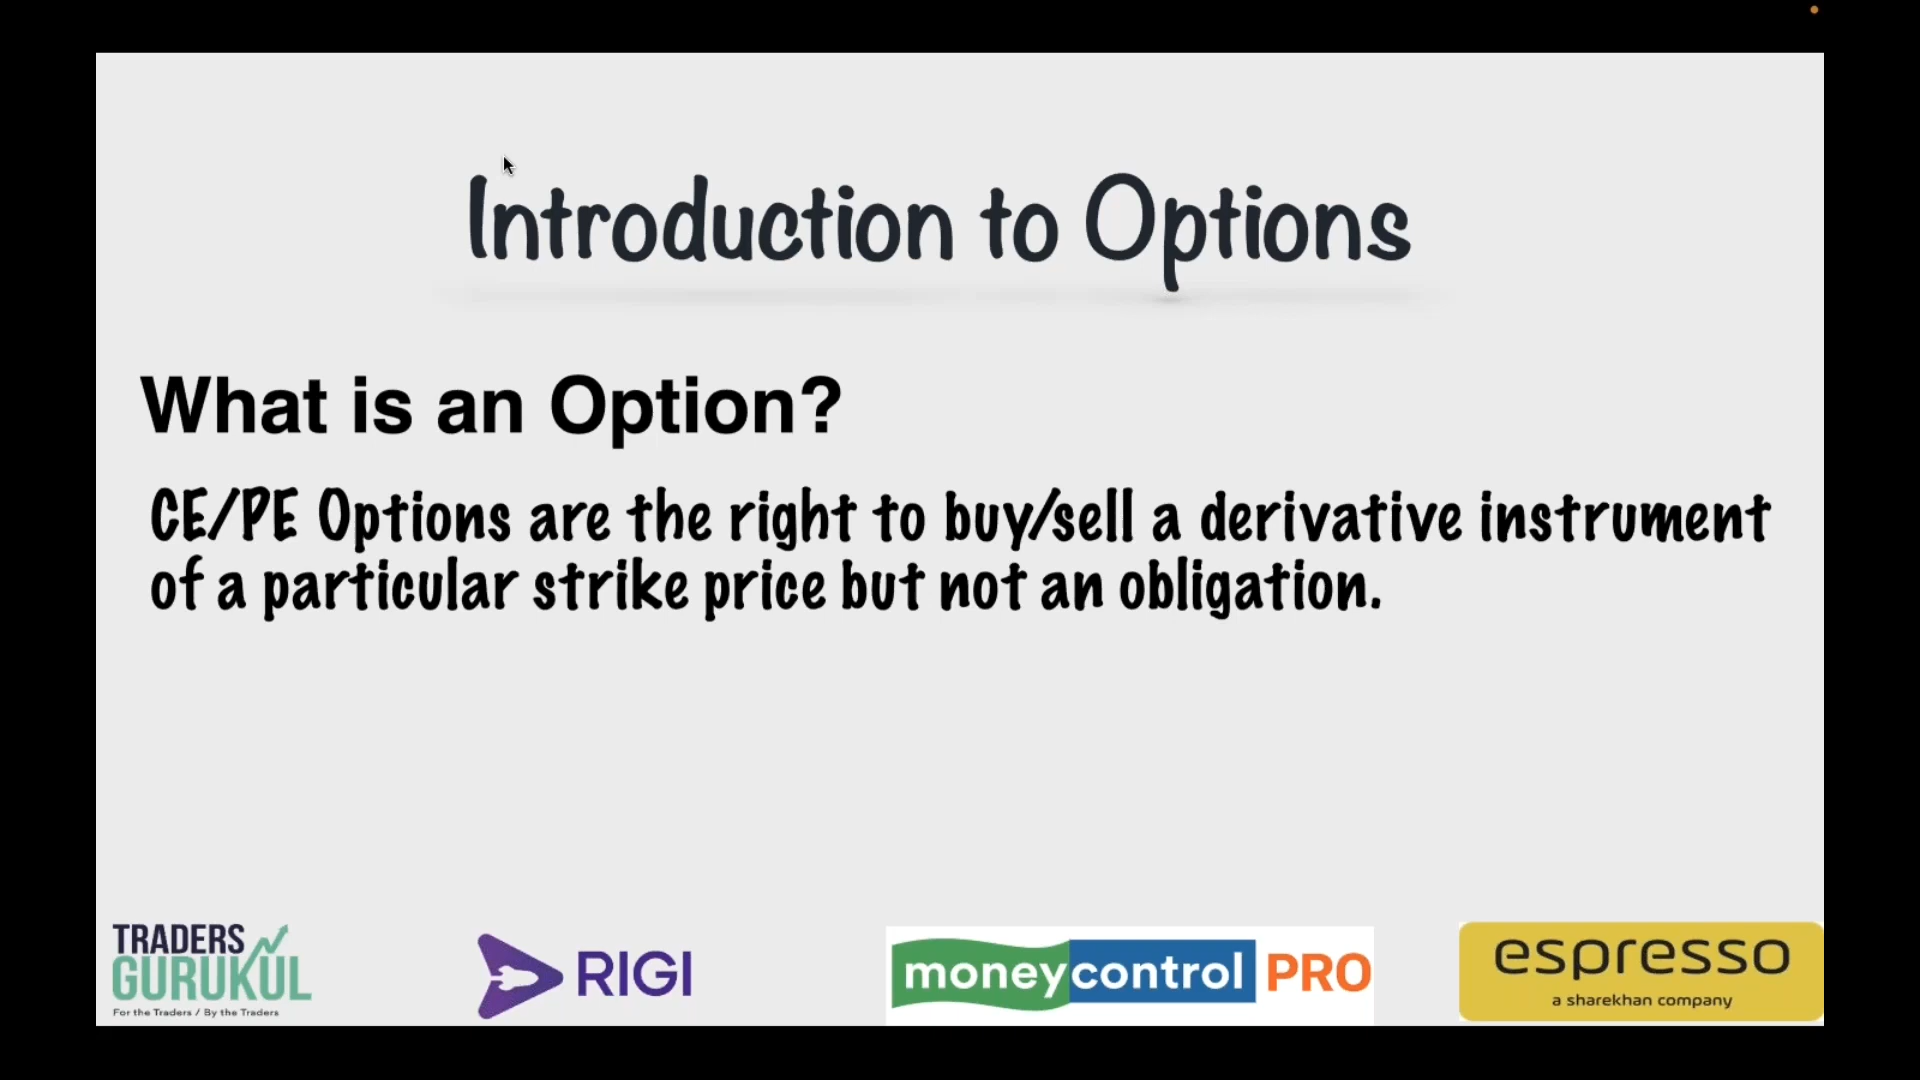 Introduction to Options
What is an Option?
CE/PE Options are the right to buy/sell a derivative instrument
of a particular strike price but not an obligation.
TRADERS
GURUKUL
For the Traders / By the Traders
RIGI
moneycontrol PRO
espresso
a sharekhan company